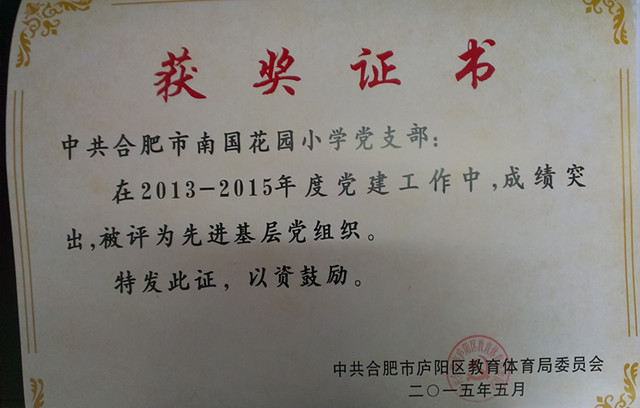 获奖证书
中共合肥市南国花园小学党支部：
在2013-2015年度党建工作中,成绩突
出,被评为先进基层党组织。
特发此证，以资鼓励。
中共合肥市庐阳区教育体育局委员会
二〇一五年五月